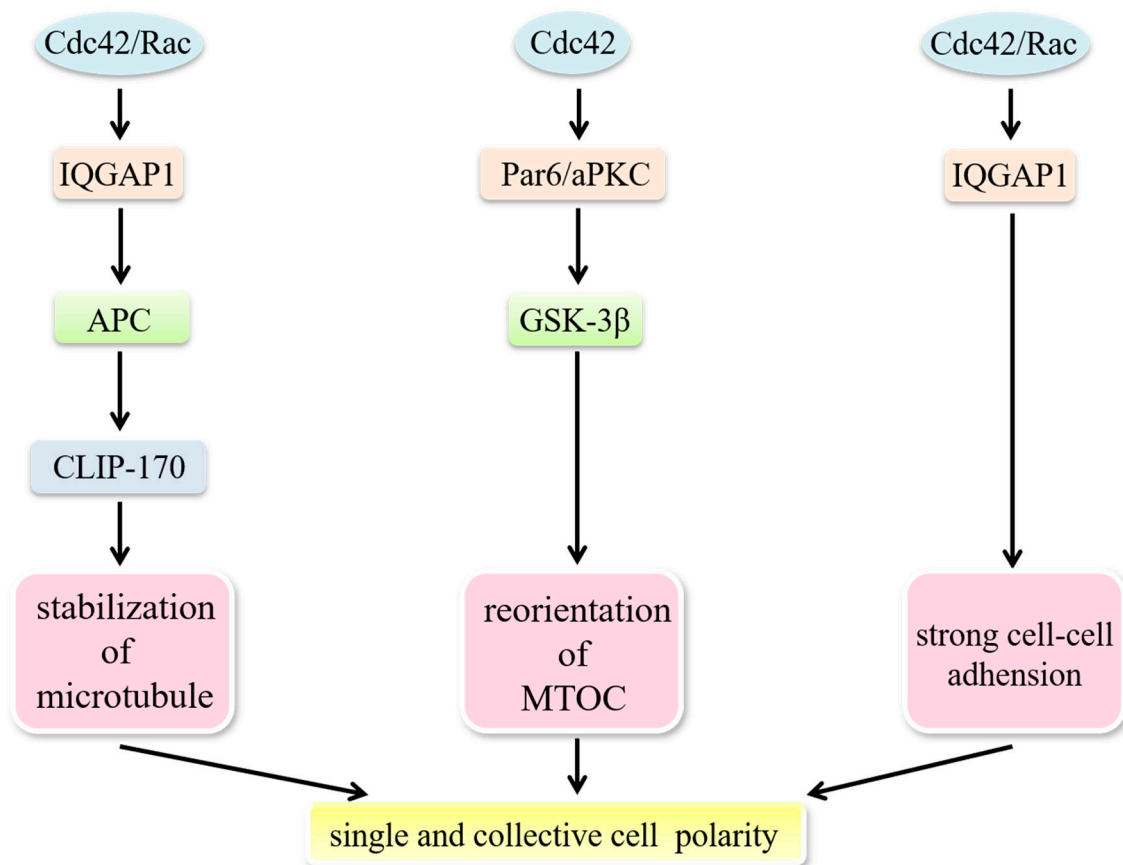 Cdc42/Rac
IQGAP1
APC
CLIP-170
stabilization
of
microtubule
Cdc42
Par6/aPKC
GSK-3β
reorientation
of
MTOC
Cdc42/Rac
IQGAP1
strong cell-cell
adhension
single and collective cell polarity